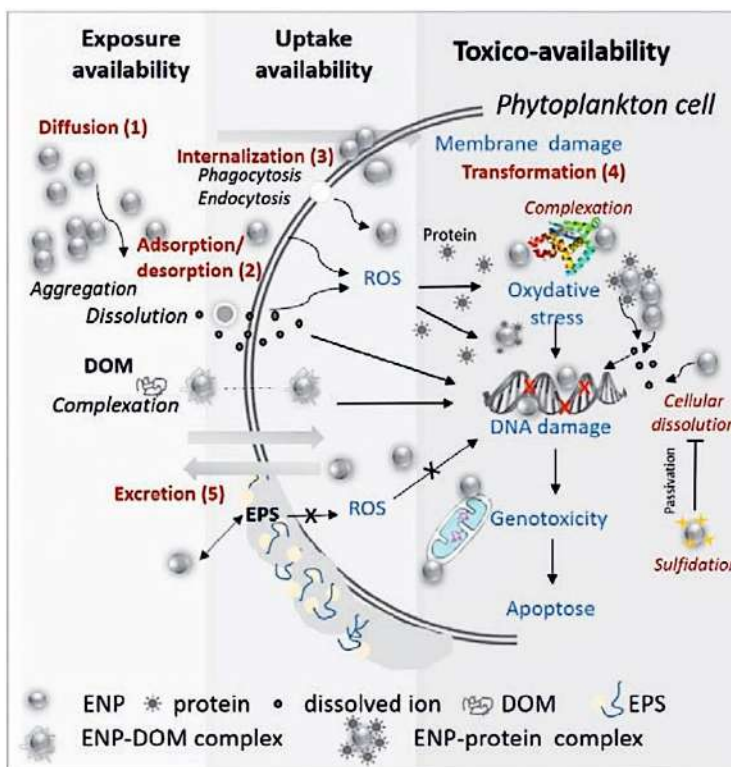 Exposure
availability
Uptake
availability
Toxico-availability
Phytoplankton cell
Diffusion (1)
Internalization (3)
Phagocytosis
Endocytosis
Membrane damage
Transformation (4)
Complexation
Protein
Adsorption/
desorption (2)
ROS
Oxydative
stress
Aggregation
Dissolution
DOM
Complexation
DNA damage
Cellular
dissolution
Passivation
Excretion (5)
EPS
X
ROS
Genotoxicity
Sulfidation
Apoptose
ENP
protein
dissolved ion
DOM
EPS
ENP-DOM complex
ENP-protein complex